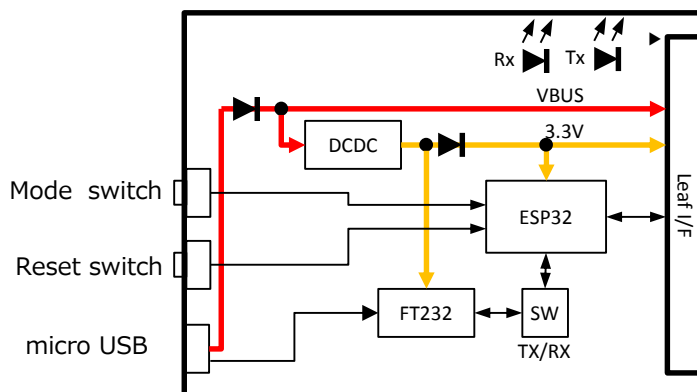 Rx
Tx
VBUS
3.3V
DCDC
Mode switch
ESP32
Leaf I/F
Reset switch
FT232
SW
TX/RX
micro USB